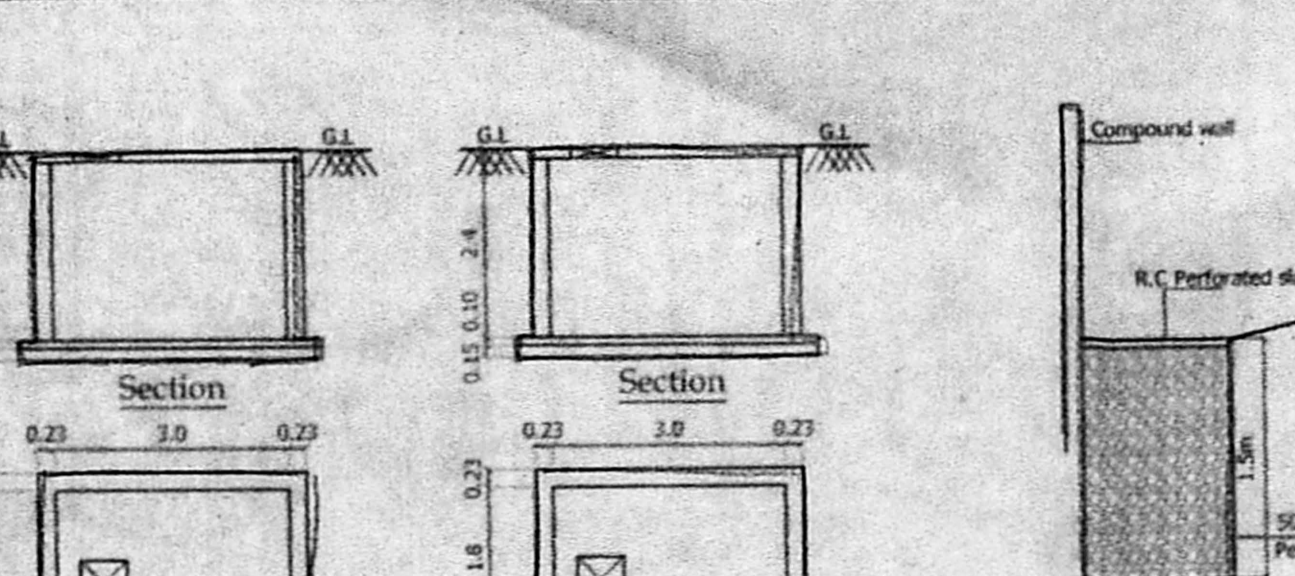 G.L
G.L
G.L
Compound wall
2.4
R.C Perforated
0.10
0.15
Section
Section
0.23 3.0 0.23
0.23 3.0 0.23
0.23
1.5m
1.8